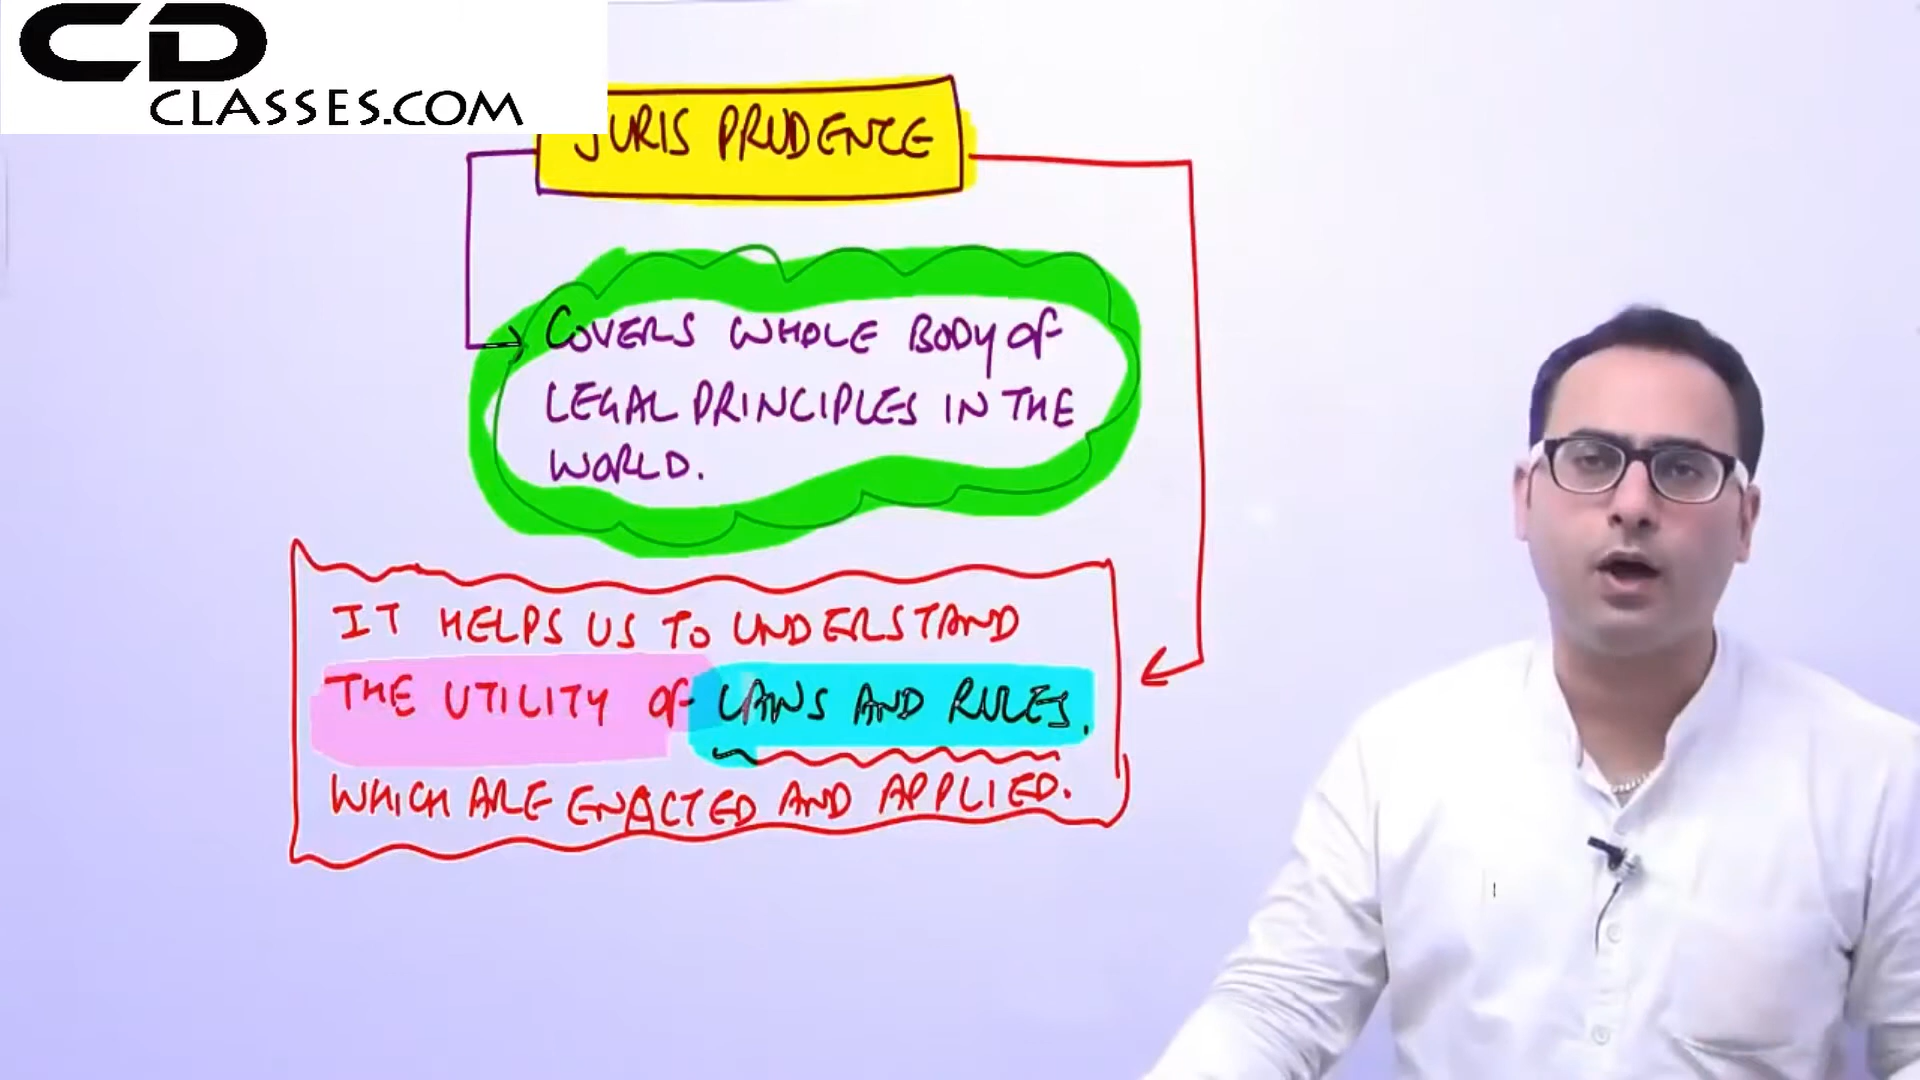 CD
CLASSES.COM
JURIS PRUDENCE
COVERS WHOLE BODY OF
LEGAL PRINCIPLES IN THE
WORLD.
IT HELPS US TO UNDERSTAND
THE UTILITY OF LAWS AND RULES.
WHICH ARE ENACTED AND APPLIED.